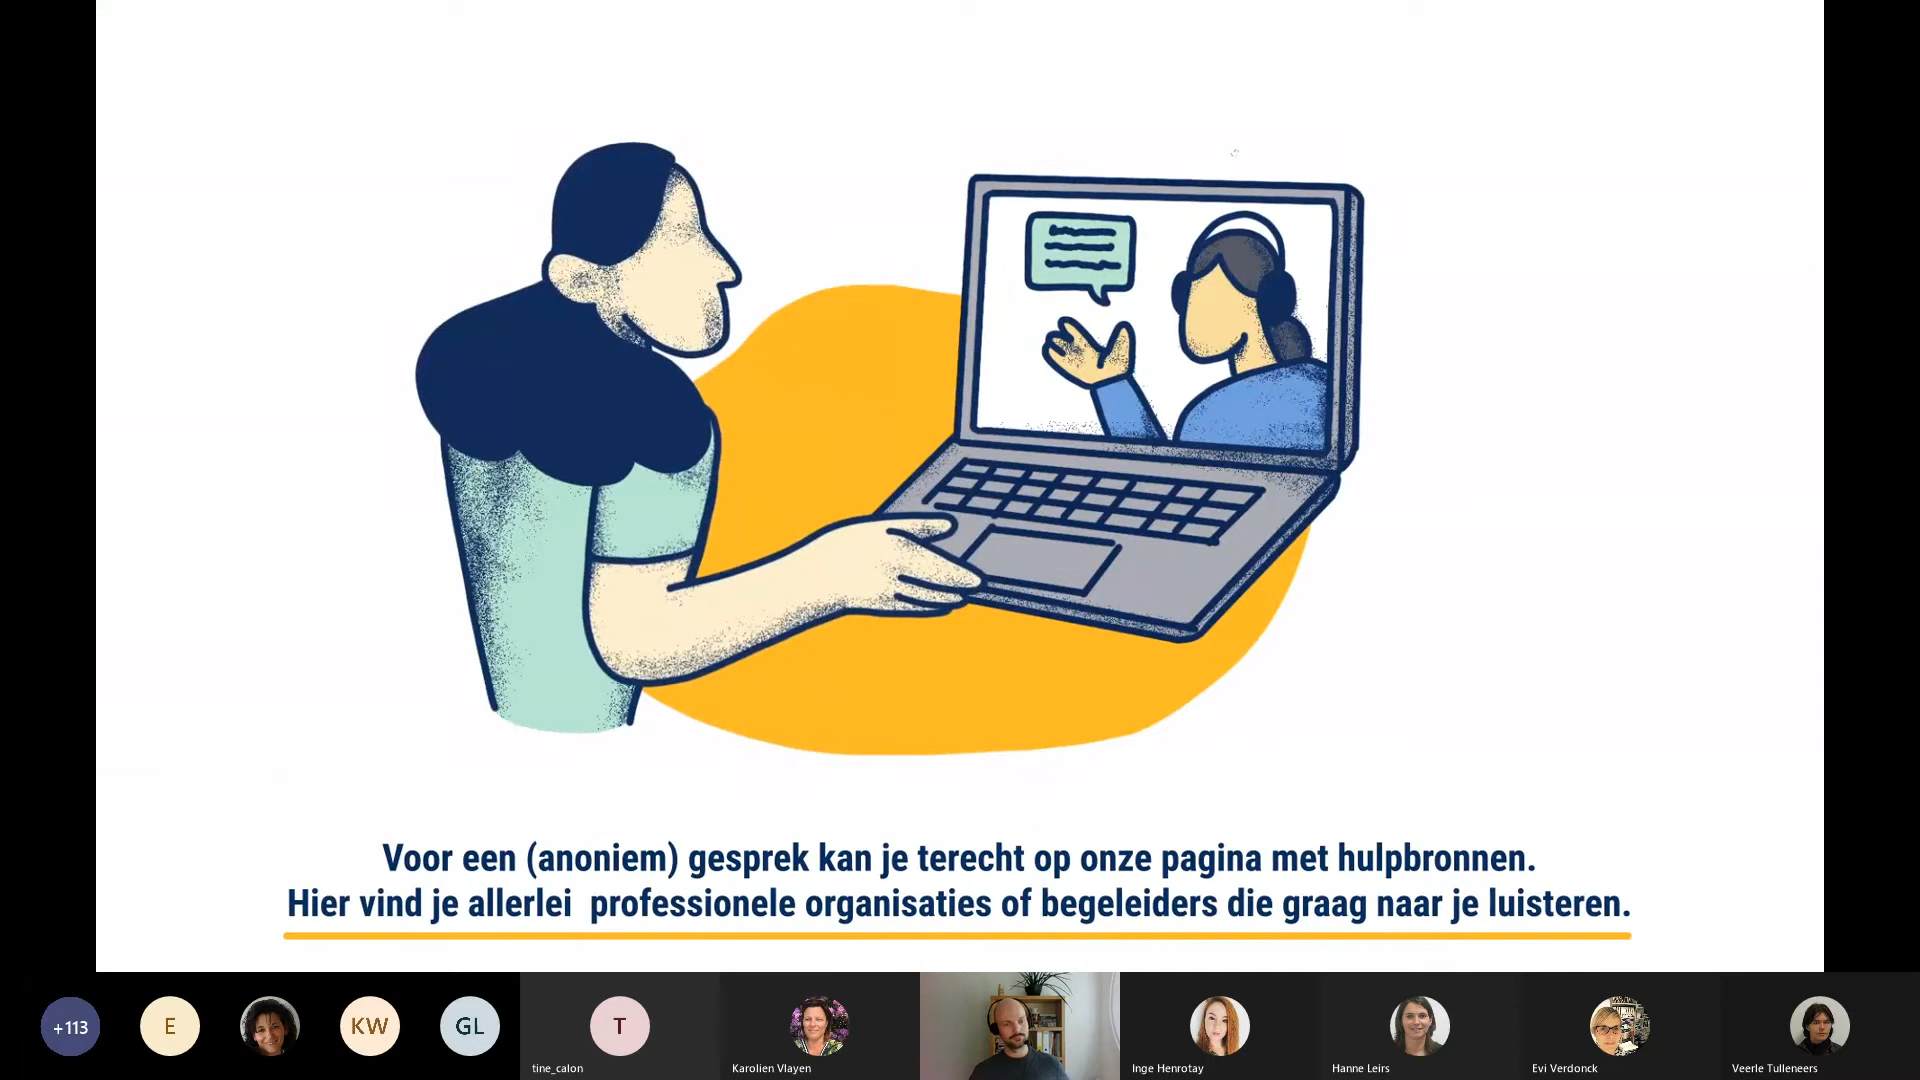 Voor een (anoniem) gesprek kan je terecht op onze pagina met hulpbronnen.
Hier vind je allerlei professionele organisaties of begeleiders die graag naar je luisteren.
+113
E
KW
GL
T
tine_calon
Karolien Vlayen
Inge Henrotay
Hanne Leirs
Evi Verdonck
Veerle Tulleneers